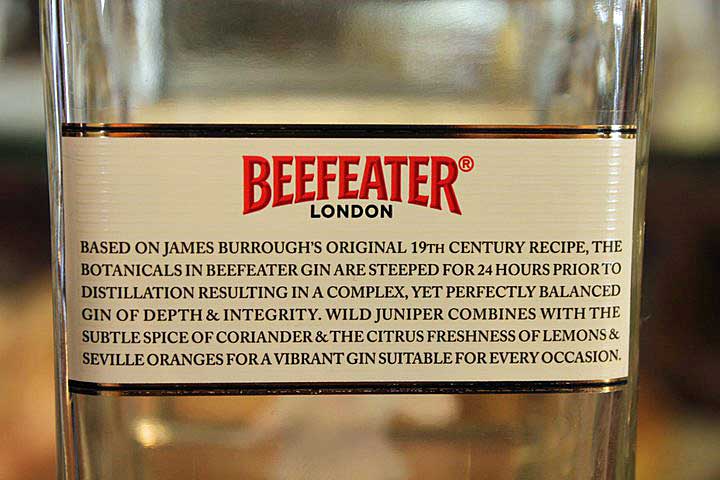 BEEFEATER®
LONDON
BASED ON JAMES BURROUGH'S ORIGINAL 19TH CENTURY RECIPE, THE
BOTANICALS IN BEEFEATER GIN ARE STEEPED FOR 24 HOURS PRIOR TO
DISTILLATION RESULTING IN A COMPLEX, YET PERFECTLY BALANCED
GIN OF DEPTH & INTEGRITY. WILD JUNIPER COMBINES WITH THE
SUBTLE SPICE OF CORIANDER & THE CITRUS FRESHNESS OF LEMONS &
SEVILLE ORANGES FOR A VIBRANT GIN SUITABLE FOR EVERY OCCASION.